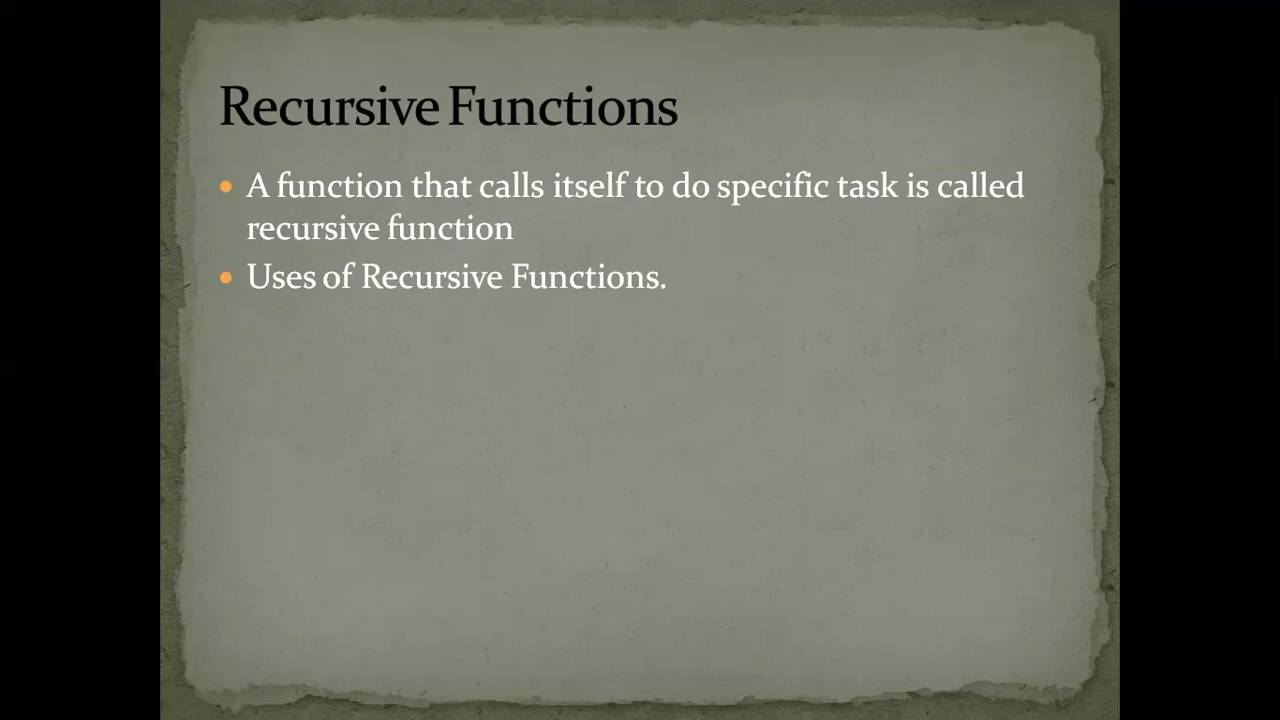 Recursive Functions
A function that calls itself to do specific task is called
recursive function
Uses of Recursive Functions.